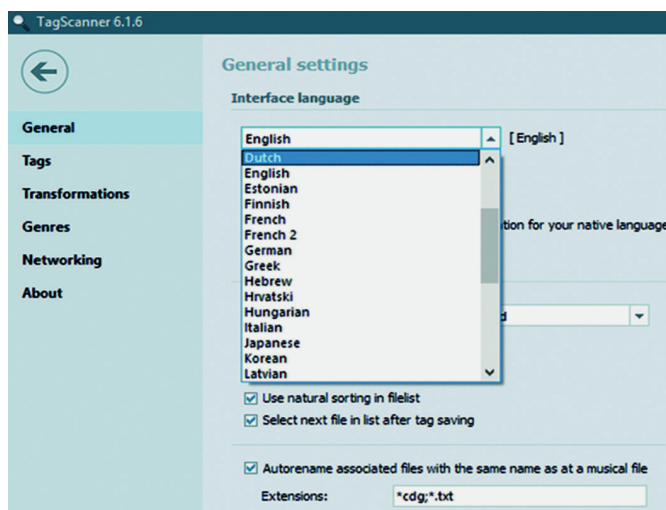 TagScanner 6.1.6
General settings
Interface language
General
Tags
Transformations
Genres
Networking
About
English
[ English ]
Dutch
English
Estonian
Finnish
French
French 2
German
Greek
Hebrew
Hrvatski
Hungarian
Italian
Japanese
Korean
Latvian
for your native language
Use natural sorting in filelist
Select next file in list after tag saving
Autorename associated files with the same name as at a musical file
Extensions:
*cdg;*.txt